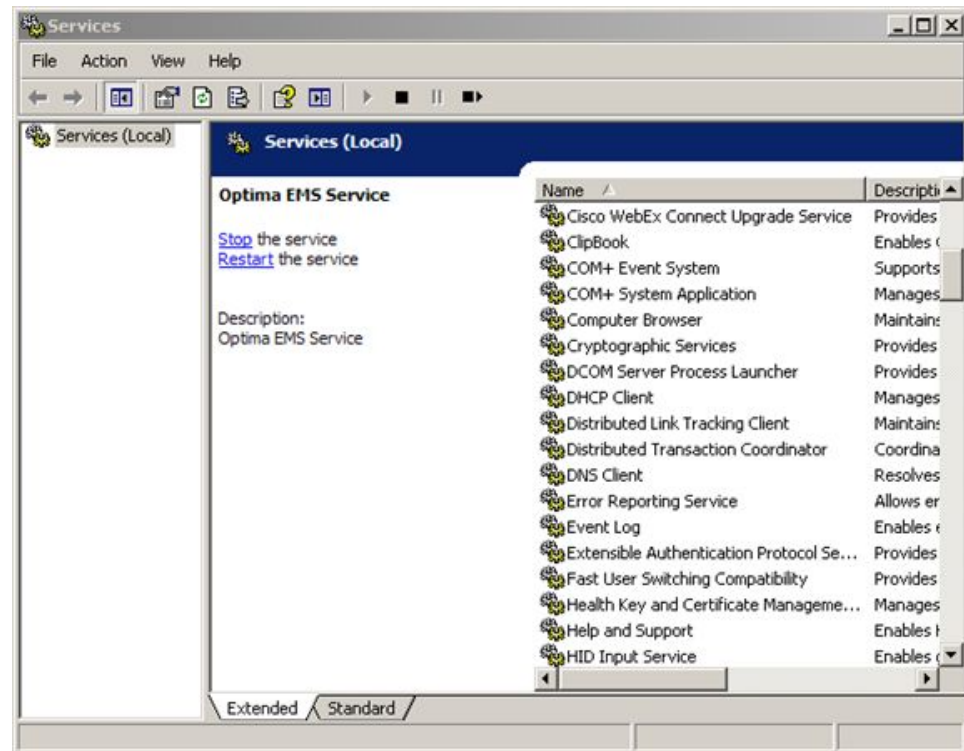 Services
File Action View Help
Services (Local)
Services (Local)
Optima EMS Service
Stop the service
Restart the service
Description:
Optima EMS Service
Name Descripti
Cisco WebEx Connect Upgrade Service Provides
ClipBook Enables
COM+ Event System Supports
COM+ System Application Manages
Computer Browser Maintains
Cryptographic Services Provides
DCOM Server Process Launcher Provides
DHCP Client Manages
Distributed Link Tracking Client Maintains
Distributed Transaction Coordinator Coordina
DNS Client Resolves
Error Reporting Service Allows er
Event Log Enables e
Extensible Authentication Protocol Se... Provides
Fast User Switching Compatibility Provides
Health Key and Certificate Manageme... Manages
Help and Support Enables
HID Input Service Enables
Extended Standard